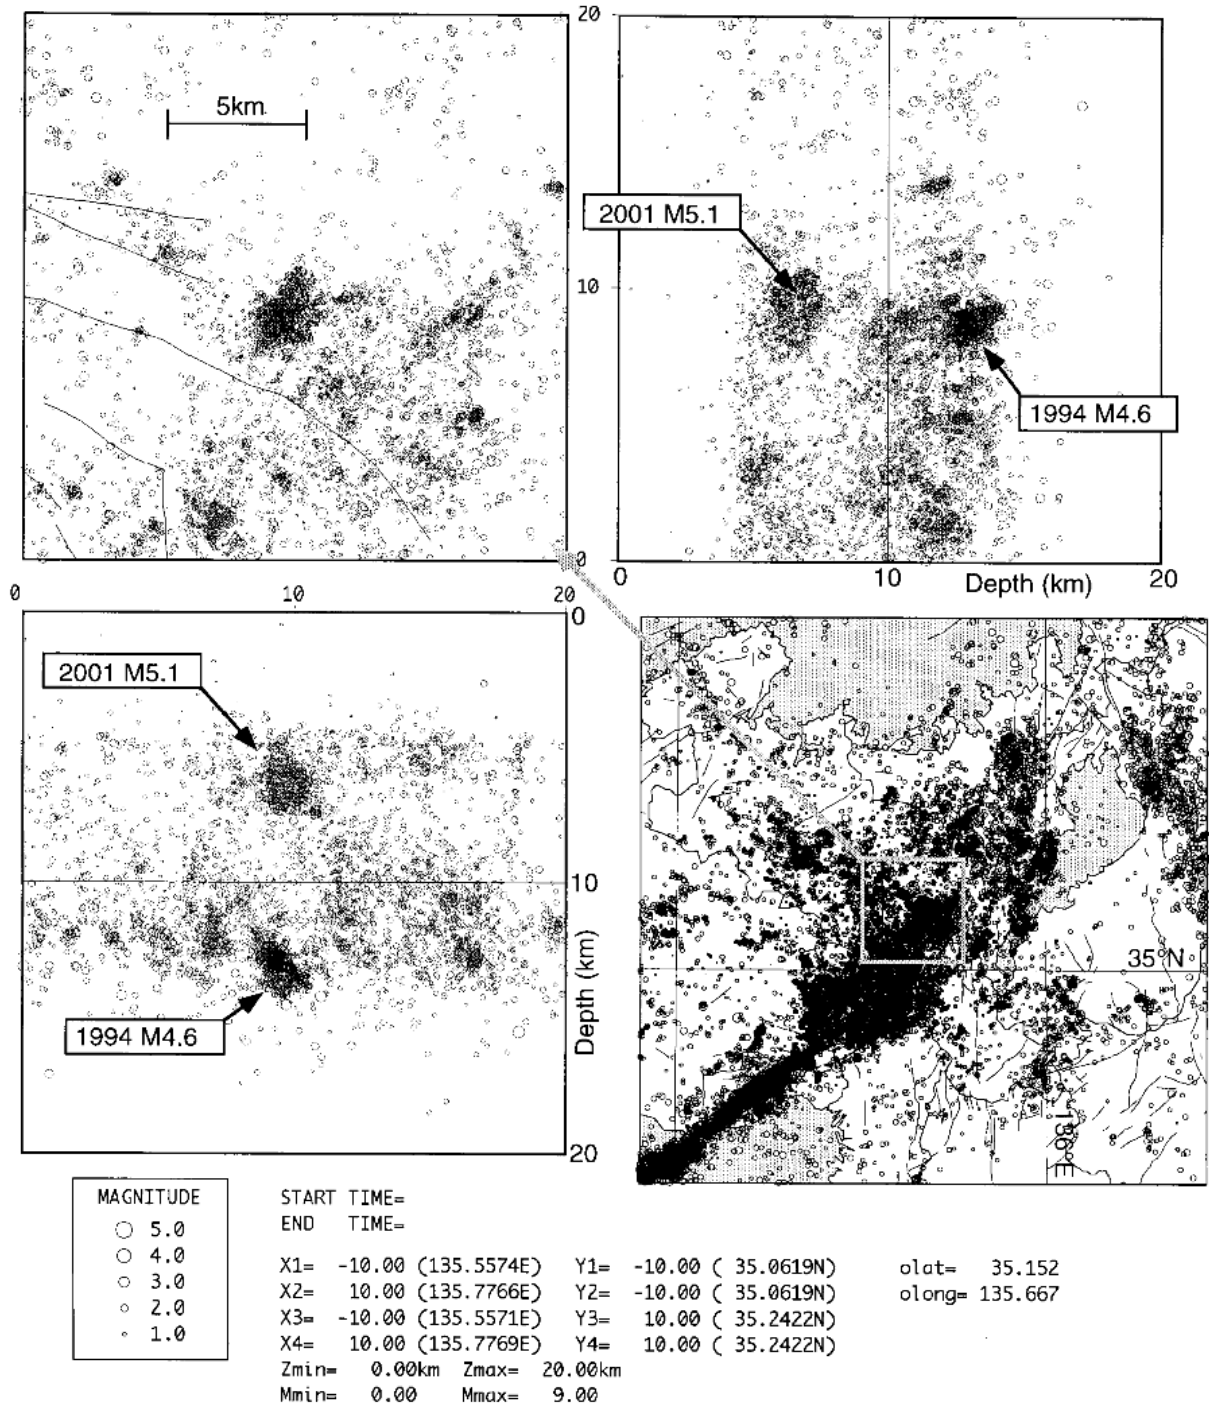 20
5km
2001 M5.1
10
1994 M4.6
0
0
10
20
Depth (km)
0
10
20
0
2001 M5.1
10
1994 M4.6
Depth (km)
20
35°N
136°E
MAGNITUDE
5.0
4.0
3.0
2.0
1.0
START TIME=
END TIME=
X1= -10.00 (135.5574E) Y1= -10.00 ( 35.0619N) olat= 35.152
X2= 10.00 (135.7766E) Y2= -10.00 ( 35.0619N) olong= 135.667
X3= -10.00 (135.5571E) Y3= 10.00 ( 35.2422N)
X4= 10.00 (135.7769E) Y4= 10.00 ( 35.2422N)
Zmin= 0.00km Zmax= 20.00km
Mmin= 0.00 Mmax= 9.00